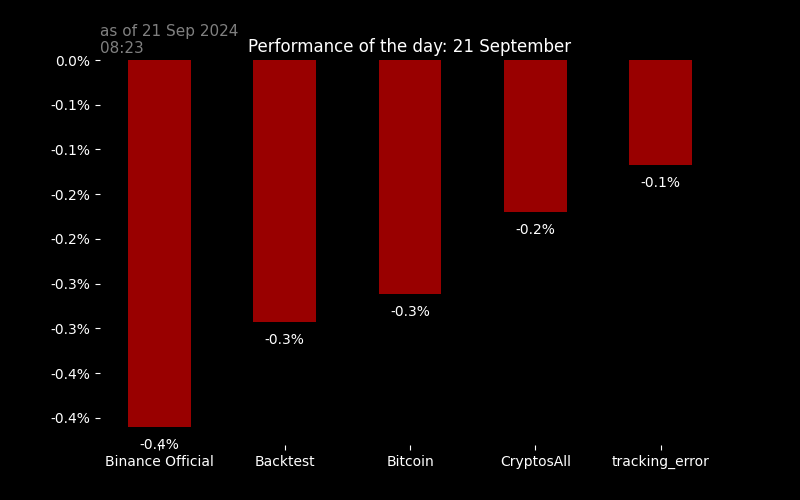 as of 21 Sep 2024
08:23
Performance of the day: 21 September
0.0%
-0.1%
-0.1%
-0.2%
-0.2%
-0.3%
-0.3%
-0.4%
-0.4%
-0.4%
-0.3%
-0.3%
-0.2%
-0.1%
Binance Official
Backtest
Bitcoin
CryptosAll
tracking_error